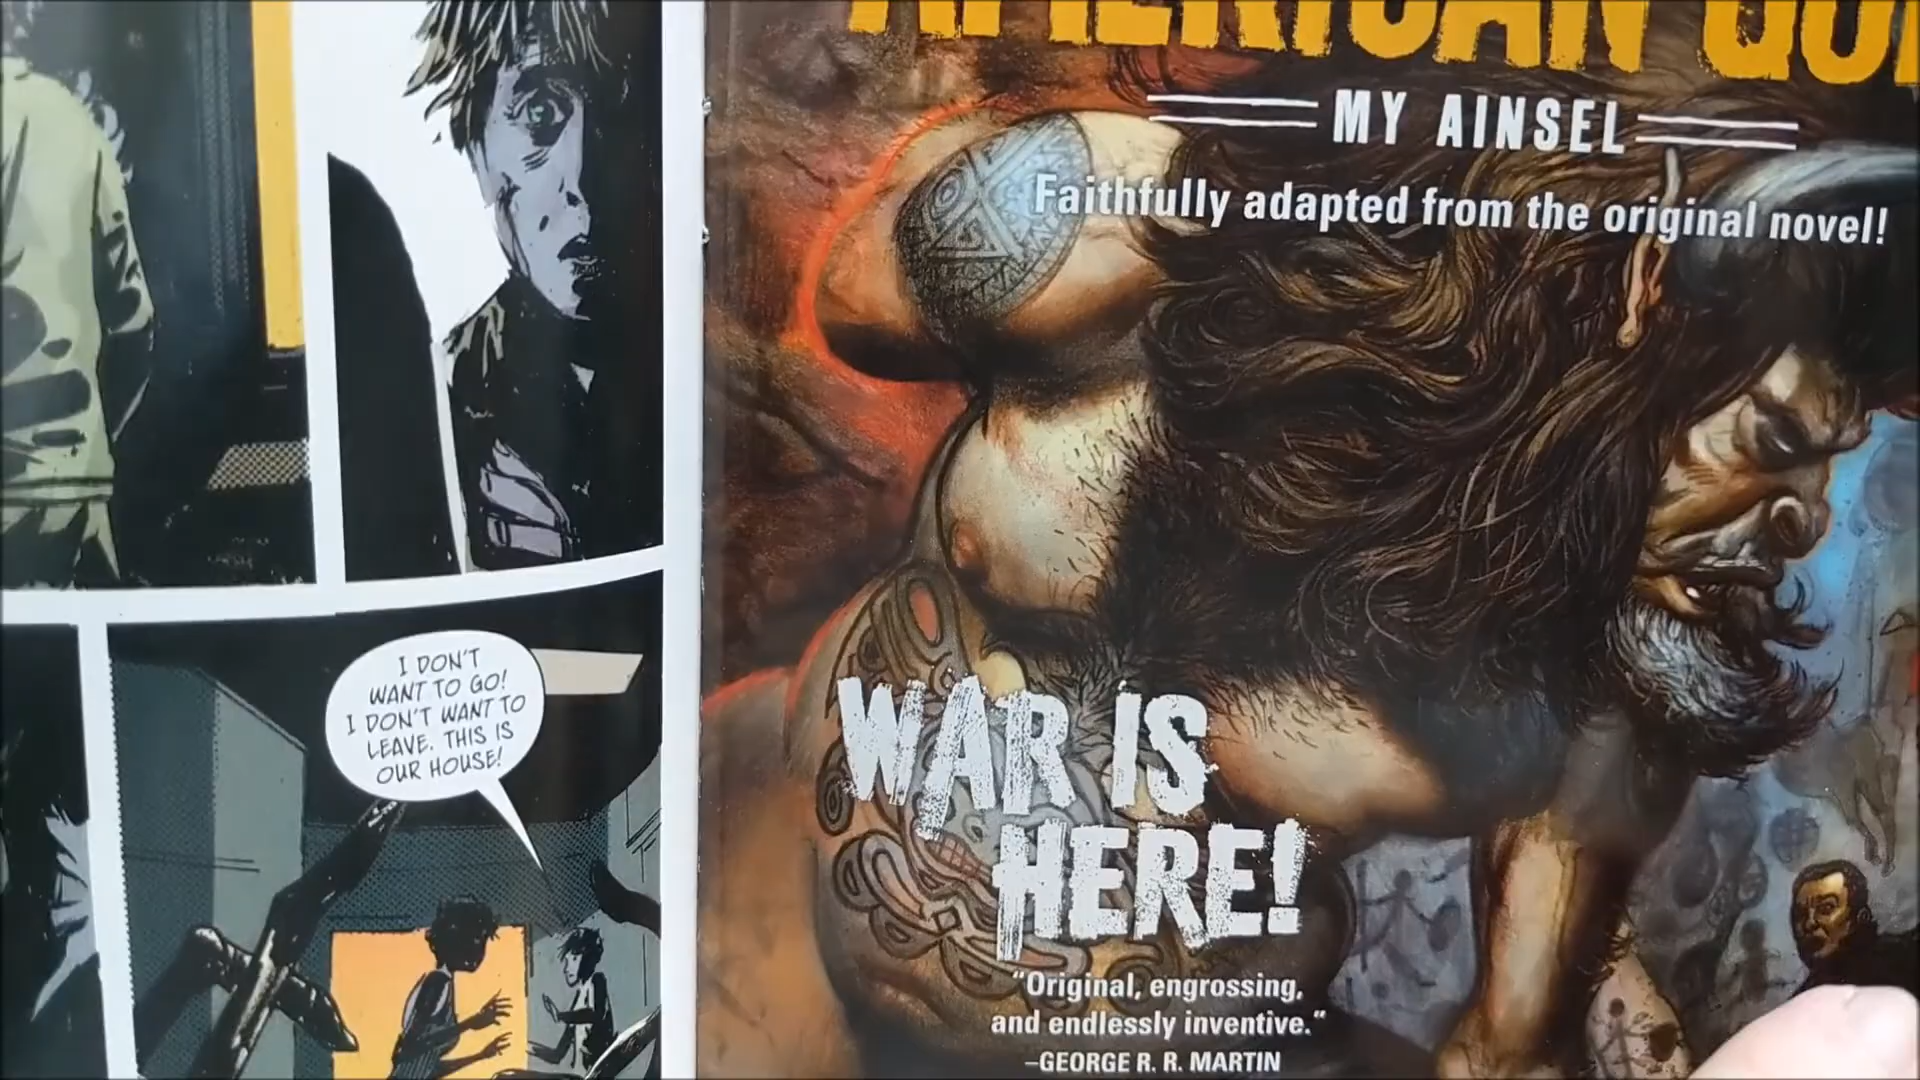 I DON'T
WANT TO GO!
I DON'T WANT TO
LEAVE. THIS IS
OUR HOUSE!
AMERICAN
MY AINSEL
Faithfully adapted from the original novel!
WAR IS
HERE!
"Original, engrossing,
and endlessly inventive."
–GEORGE R. R. MARTIN